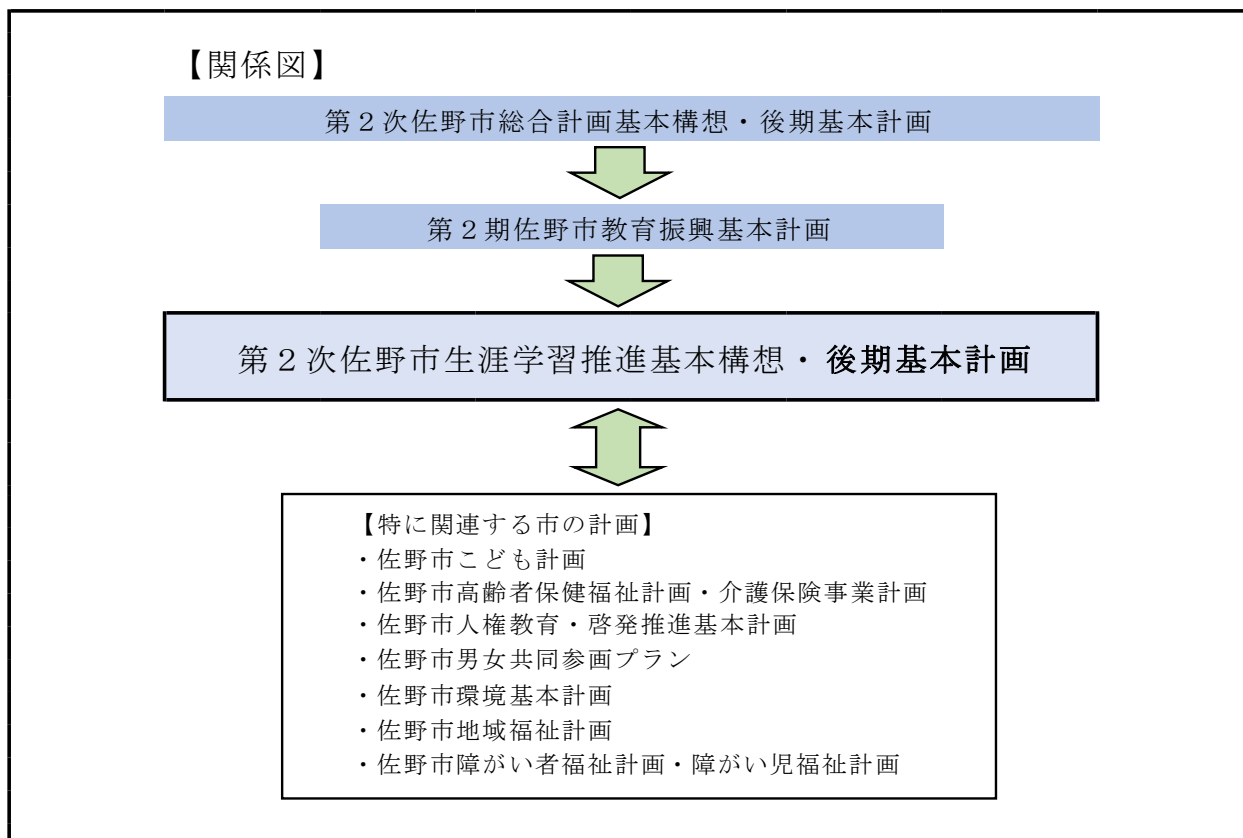 【関係図】
第２次佐野市総合計画基本構想・後期基本計画
第２期佐野市教育振興基本計画
第２次佐野市生涯学習推進基本構想・後期基本計画
【特に関連する市の計画】
・佐野市こども計画
・佐野市高齢者保健福祉計画・介護保険事業計画
・佐野市人権教育・啓発推進基本計画
・佐野市男女共同参画プラン
・佐野市環境基本計画
・佐野市地域福祉計画
・佐野市障がい者福祉計画・障がい児福祉計画